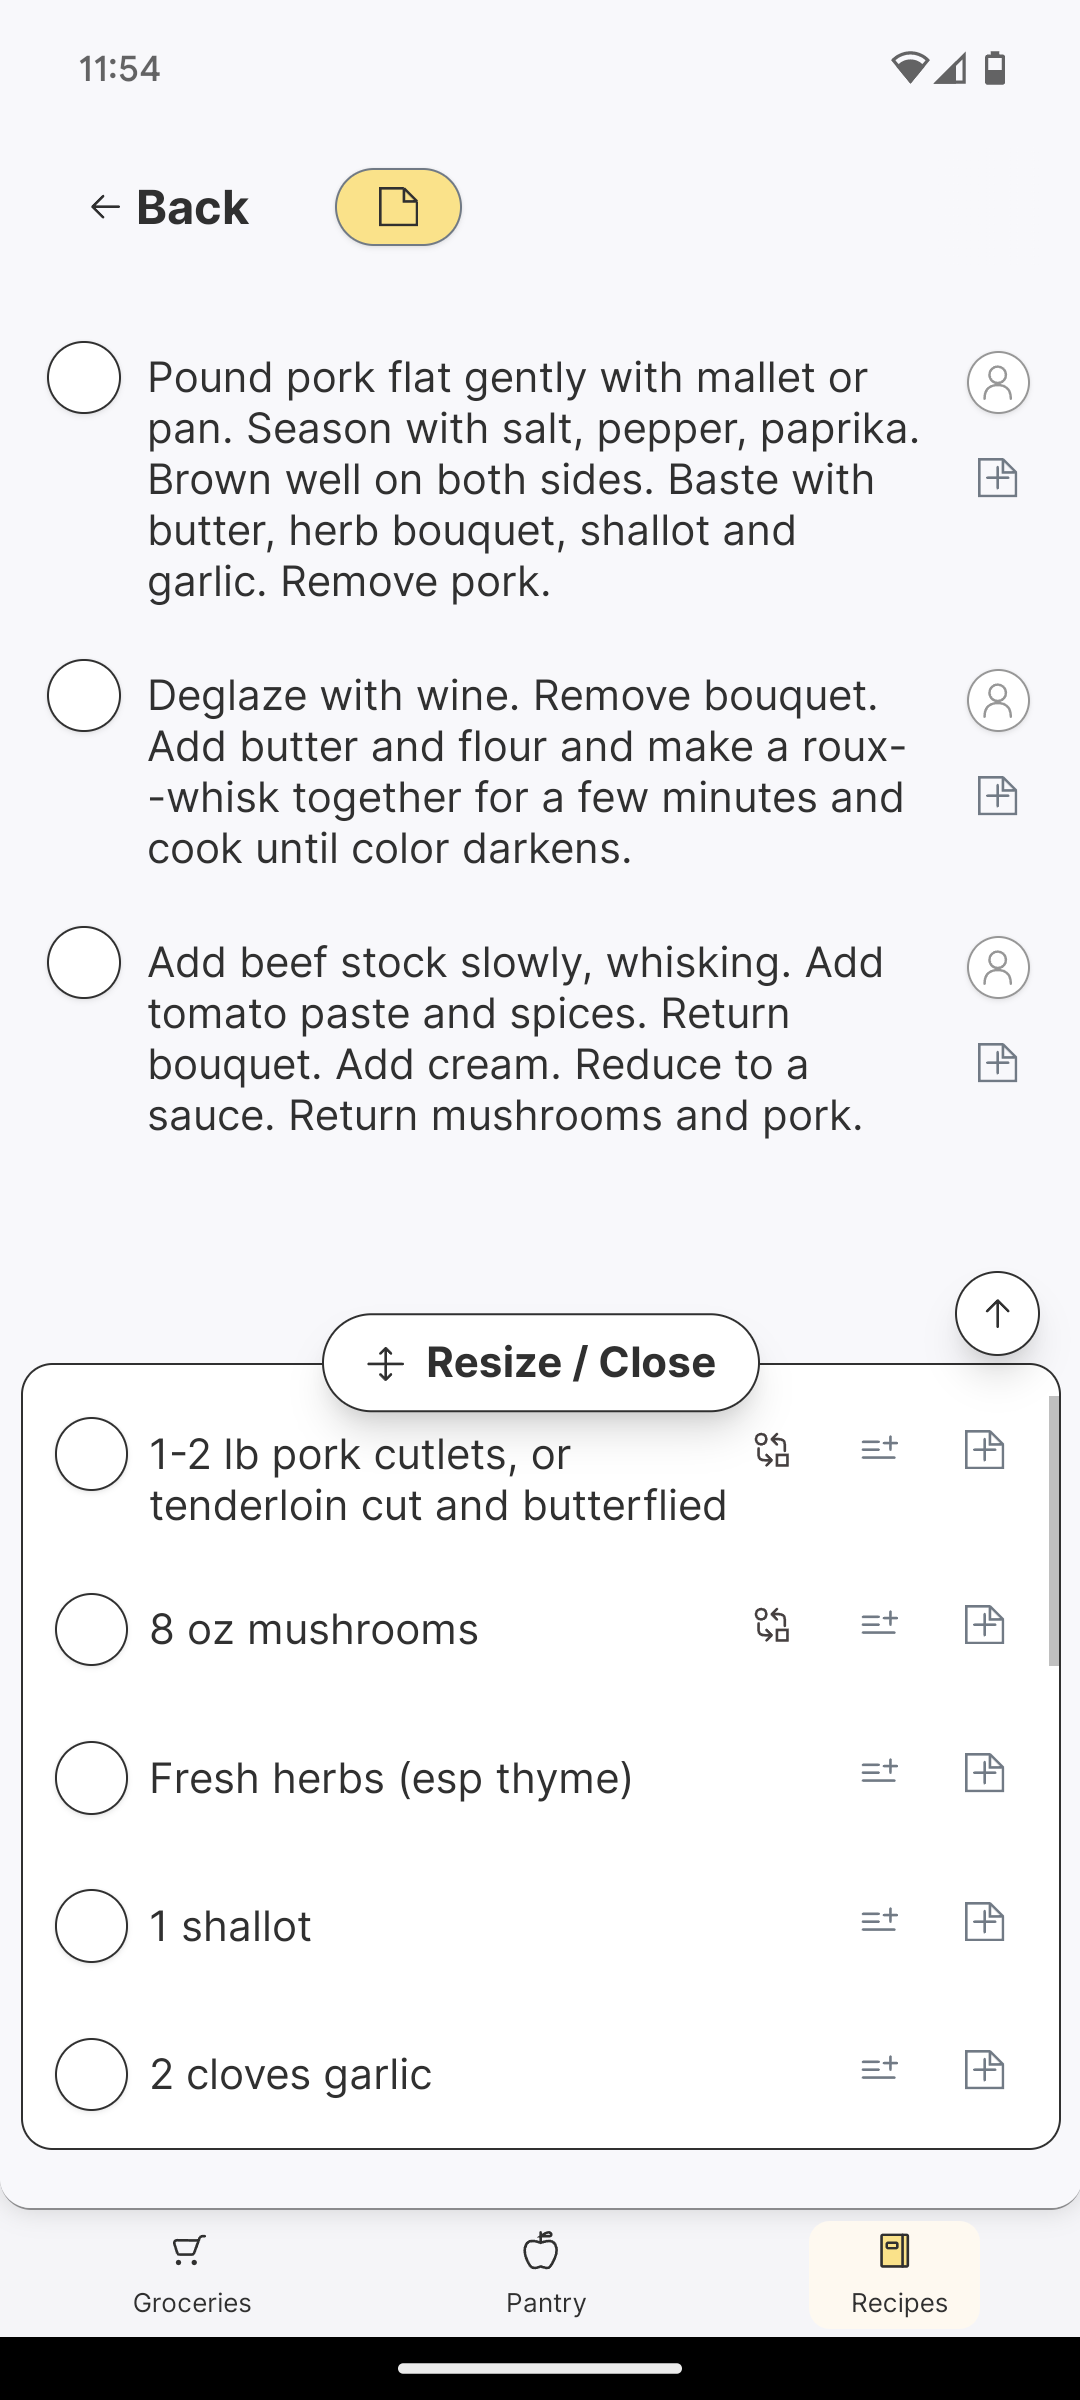 11:54
Back
Pound pork flat gently with mallet or
pan. Season with salt, pepper, paprika.
Brown well on both sides. Baste with
butter, herb bouquet, shallot and
garlic. Remove pork.
Deglaze with wine. Remove bouquet.
Add butter and flour and make a roux-
-whisk together for a few minutes and
cook until color darkens.
Add beef stock slowly, whisking. Add
tomato paste and spices. Return
bouquet. Add cream. Reduce to a
sauce. Return mushrooms and pork.
Resize / Close
1-2 lb pork cutlets, or
tenderloin cut and butterflied
8 oz mushrooms
Fresh herbs (esp thyme)
1 shallot
2 cloves garlic
Groceries
Pantry
Recipes